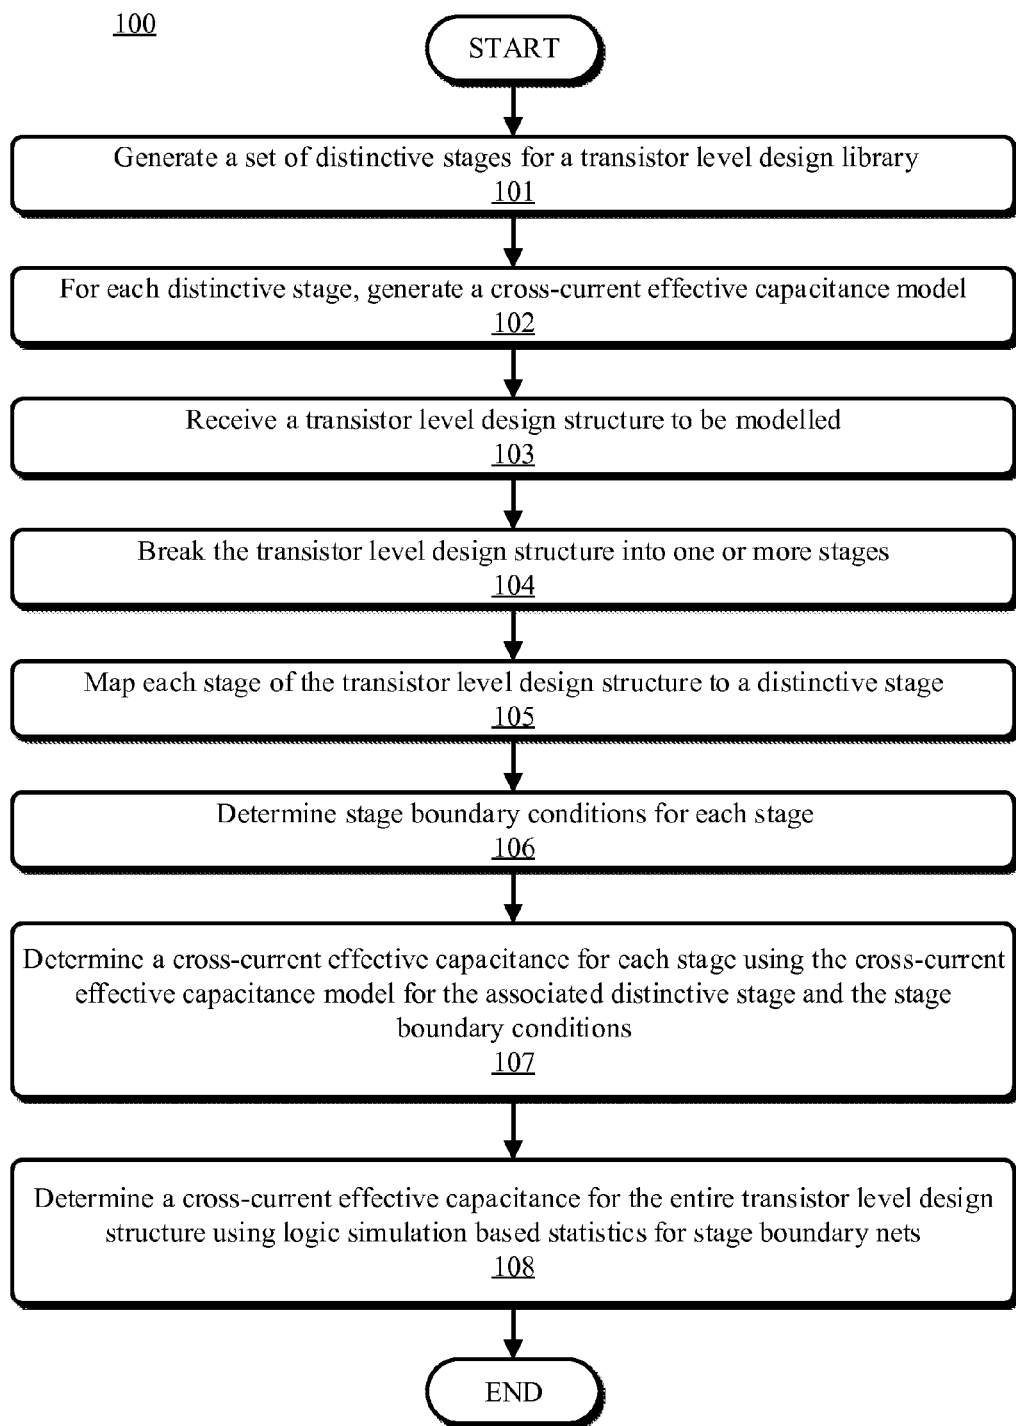 100
START
Generate a set of distinctive stages for a transistor level design library
101
For each distinctive stage, generate a cross-current effective capacitance model
102
Receive a transistor level design structure to be modelled
103
Break the transistor level design structure into one or more stages
104
Map each stage of the transistor level design structure to a distinctive stage
105
Determine stage boundary conditions for each stage
106
Determine a cross-current effective capacitance for each stage using the cross-current
effective capacitance model for the associated distinctive stage and the stage
boundary conditions
107
Determine a cross-current effective capacitance for the entire transistor level design
structure using logic simulation based statistics for stage boundary nets
108
END